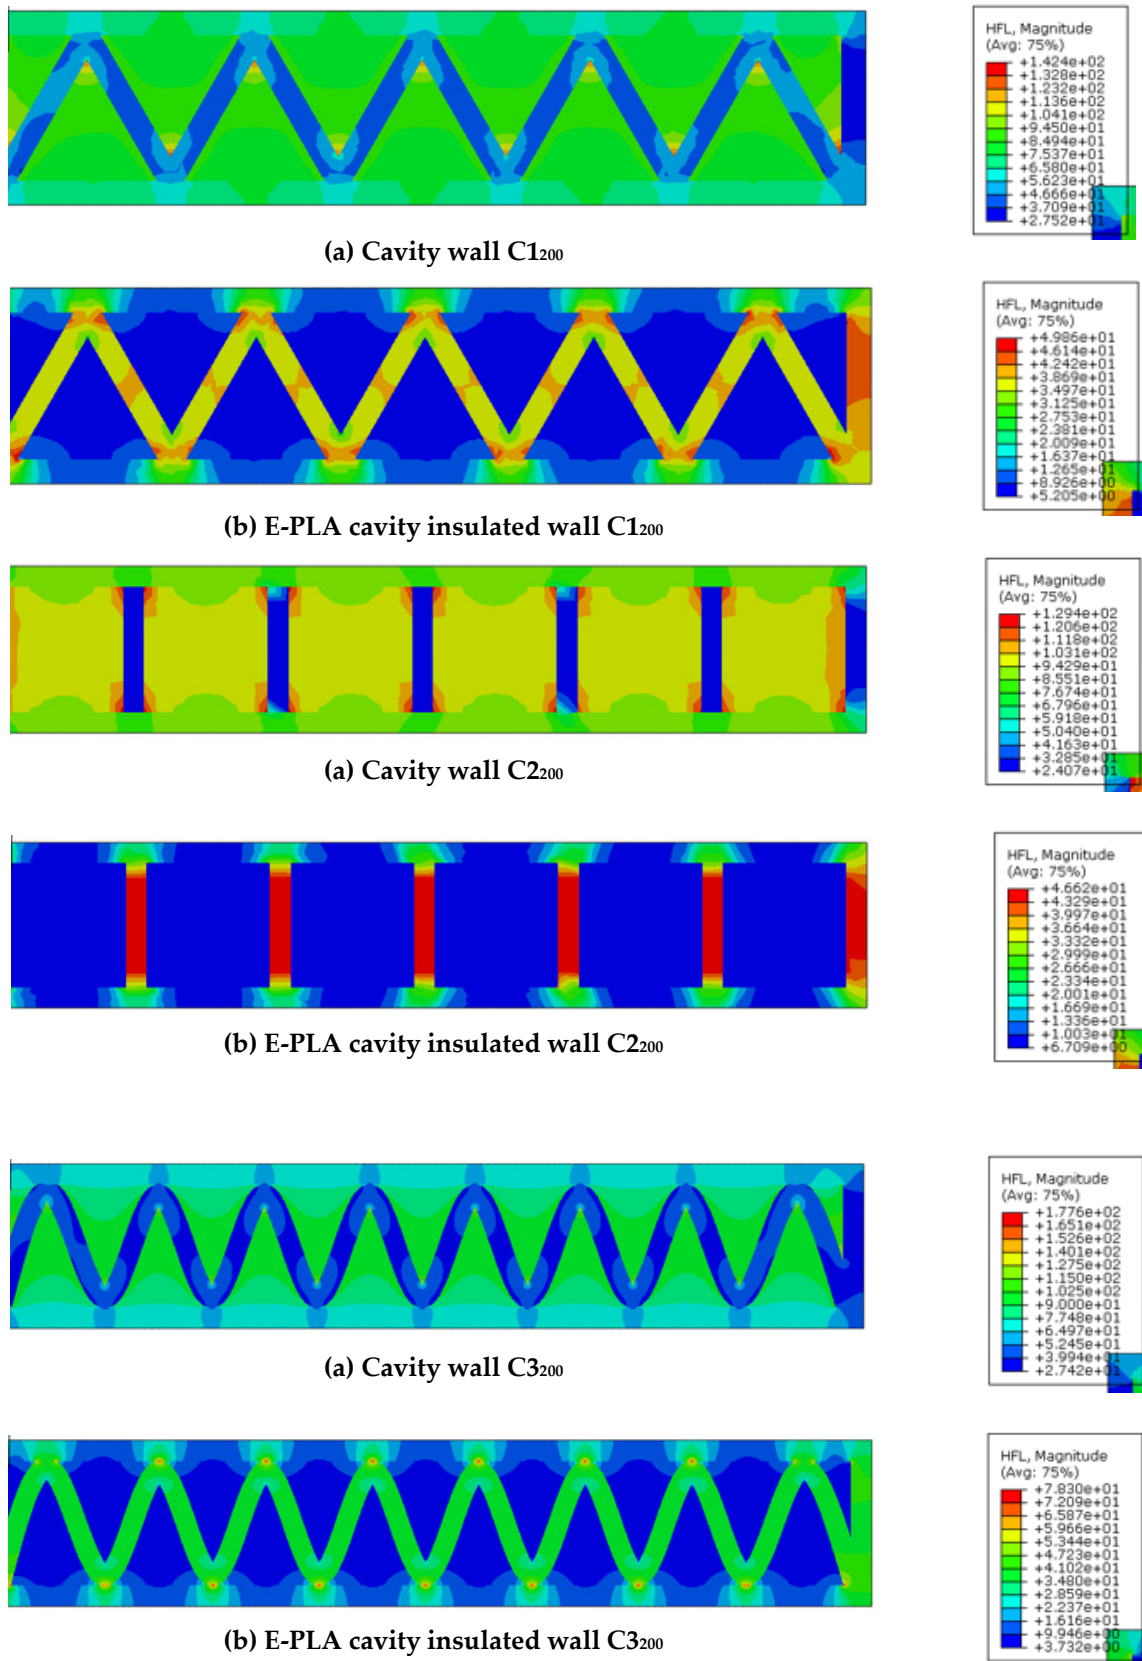 HFL, Magnitude
(Avg: 75%)
+1.424e+02
+1.328e+02
+1.232e+02
+1.136e+02
+1.041e+02
+9.450e+01
+8.494e+01
+7.537e+01
+6.580e+01
+5.623e+01
+4.666e+01
+3.709e+01
+2.752e+01
(a) Cavity wall C1200
HFL, Magnitude
(Avg: 75%)
+4.986e+01
+4.614e+01
+4.242e+01
+3.869e+01
+3.497e+01
+3.125e+01
+2.753e+01
+2.381e+01
+2.009e+01
+1.637e+01
+1.265e+01
+8.926e+00
+5.205e+00
(b) E-PLA cavity insulated wall C1200
HFL, Magnitude
(Avg: 75%)
+1.294e+02
+1.206e+02
+1.118e+02
+1.031e+02
+9.429e+01
+8.551e+01
+7.674e+01
+6.796e+01
+5.918e+01
+5.040e+01
+4.163e+01
+3.285e+01
+2.407e+01
(a) Cavity wall C2200
HFL, Magnitude
(Avg: 75%)
+4.662e+01
+4.329e+01
+3.997e+01
+3.664e+01
+3.332e+01
+2.999e+01
+2.666e+01
+2.334e+01
+2.001e+01
+1.669e+01
+1.336e+01
+1.003e+01
+6.709e+00
(b) E-PLA cavity insulated wall C2200
HFL, Magnitude
(Avg: 75%)
+1.776e+02
+1.651e+02
+1.526e+02
+1.401e+02
+1.275e+02
+1.150e+02
+1.025e+02
+9.000e+01
+7.748e+01
+6.497e+01
+5.245e+01
+3.994e+01
+2.742e+01
(a) Cavity wall C3200
HFL, Magnitude
(Avg: 75%)
+7.830e+01
+7.209e+01
+6.587e+01
+5.966e+01
+5.344e+01
+4.723e+01
+4.102e+01
+3.480e+01
+2.859e+01
+2.237e+01
+1.616e+01
+9.946e+00
+3.732e+00
(b) E-PLA cavity insulated wall C3200